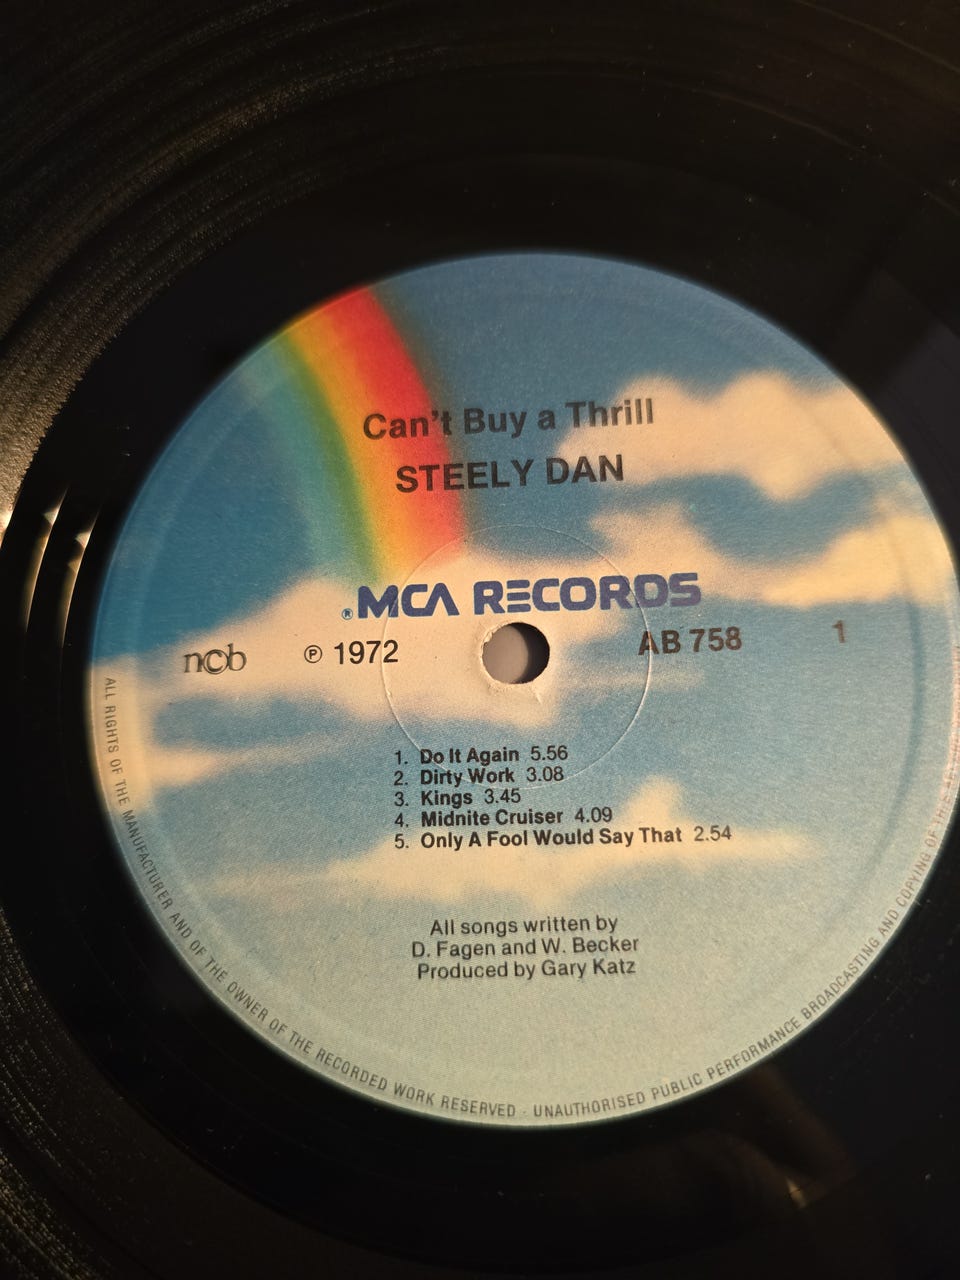 Can't Buy a Thrill
STEELY DAN
® MCA RECORDS
ncb ℗ 1972 AB 758 1
1. Do It Again 5.56
2. Dirty Work 3.08
3. Kings 3.45
4. Midnite Cruiser 4.09
5. Only A Fool Would Say That 2.54
All songs written by
D. Fagen and W. Becker
Produced by Gary Katz
ALL RIGHTS OF THE MANUFACTURER AND OF THE OWNER OF THE RECORDED WORK RESERVED · UNAUTHORISED PUBLIC PERFORMANCE BROADCASTING AND COPYING OF